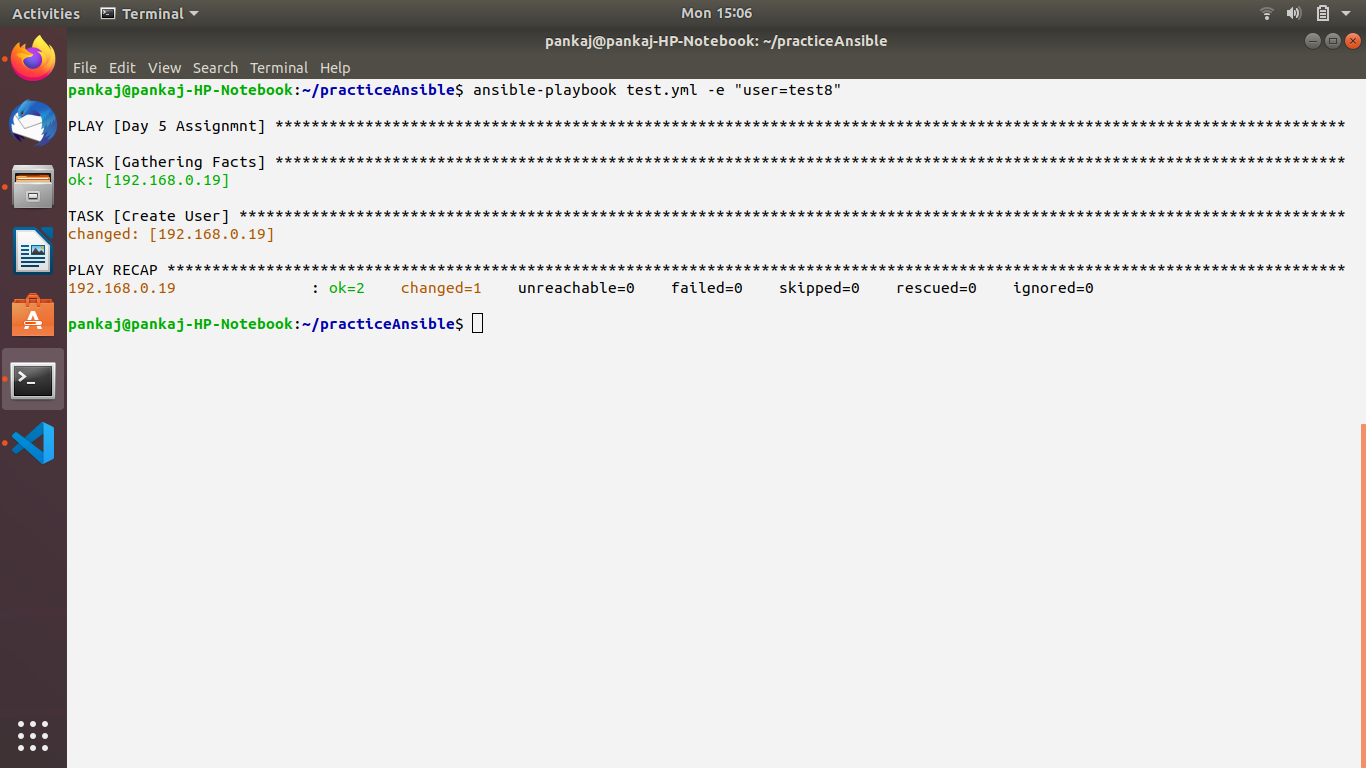 Activities Terminal Mon 15:06
pankaj@pankaj-HP-Notebook: ~/practiceAnsible
File Edit View Search Terminal Help
pankaj@pankaj-HP-Notebook:~/practiceAnsible$ ansible-playbook test.yml -e "user=test8"
PLAY [Day 5 Assignmnt] ***********************************************************************************************************************
TASK [Gathering Facts] ***********************************************************************************************************************
ok: [192.168.0.19]
TASK [Create User] ***************************************************************************************************************************
changed: [192.168.0.19]
PLAY RECAP ***********************************************************************************************************************************
192.168.0.19               : ok=2    changed=1    unreachable=0    failed=0    skipped=0    rescued=0    ignored=0
pankaj@pankaj-HP-Notebook:~/practiceAnsible$